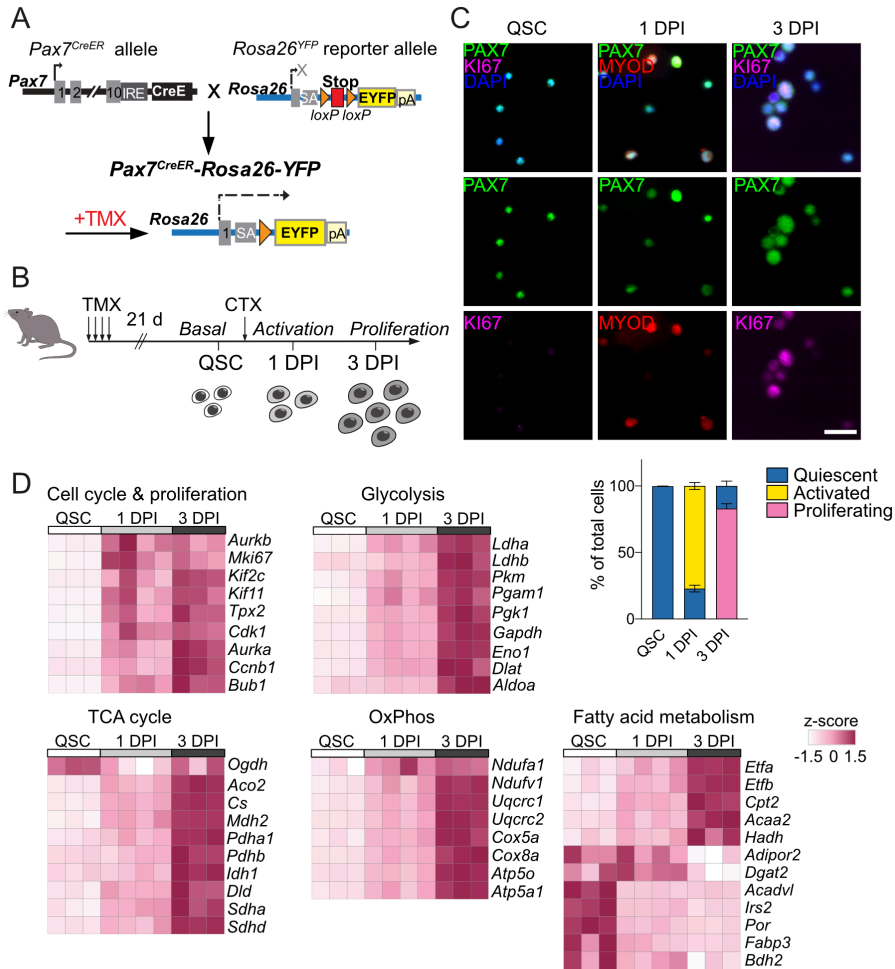 A
Pax7CreER allele
Rosa26YFP reporter allele
Pax7
1
2
10
IRE
CreE
X
Rosa26
X
SA
Stop
EYFP
pA
loxP loxP
Pax7CreER-Rosa26-YFP
+TMX
Rosa26
1
SA
EYFP
pA
B
TMX
21 d
CTX
Basal
Activation
Proliferation
QSC
1 DPI
3 DPI
C
QSC
1 DPI
3 DPI
PAX7
KI67
DAPI
PAX7
MYOD
DAPI
PAX7
KI67
DAPI
PAX7
PAX7
PAX7
KI67
MYOD
KI67
% of total cells
100
50
0
QSC
1 DPI
3 DPI
Quiescent
Activated
Proliferating
D
Cell cycle & proliferation
QSC 1 DPI 3 DPI
Aurkb
Mki67
Kif2c
Kif11
Tpx2
Cdk1
Aurka
Ccnb1
Bub1
Glycolysis
QSC 1 DPI 3 DPI
Ldha
Ldhb
Pkm
Pgam1
Pgk1
Gapdh
Eno1
Dlat
Aldoa
TCA cycle
QSC 1 DPI 3 DPI
Ogdh
Aco2
Cs
Mdh2
Pdha1
Pdhb
Idh1
Dld
Sdha
Sdhd
OxPhos
QSC 1 DPI 3 DPI
Ndufa1
Ndufv1
Uqcrc1
Uqcrc2
Cox5a
Cox8a
Atp5o
Atp5a1
Fatty acid metabolism
QSC 1 DPI 3 DPI
Etfa
Etfb
Cpt2
Acaa2
Hadh
Adipor2
Dgat2
Acadvl
Irs2
Por
Fabp3
Bdh2
z-score
-1.5 0 1.5